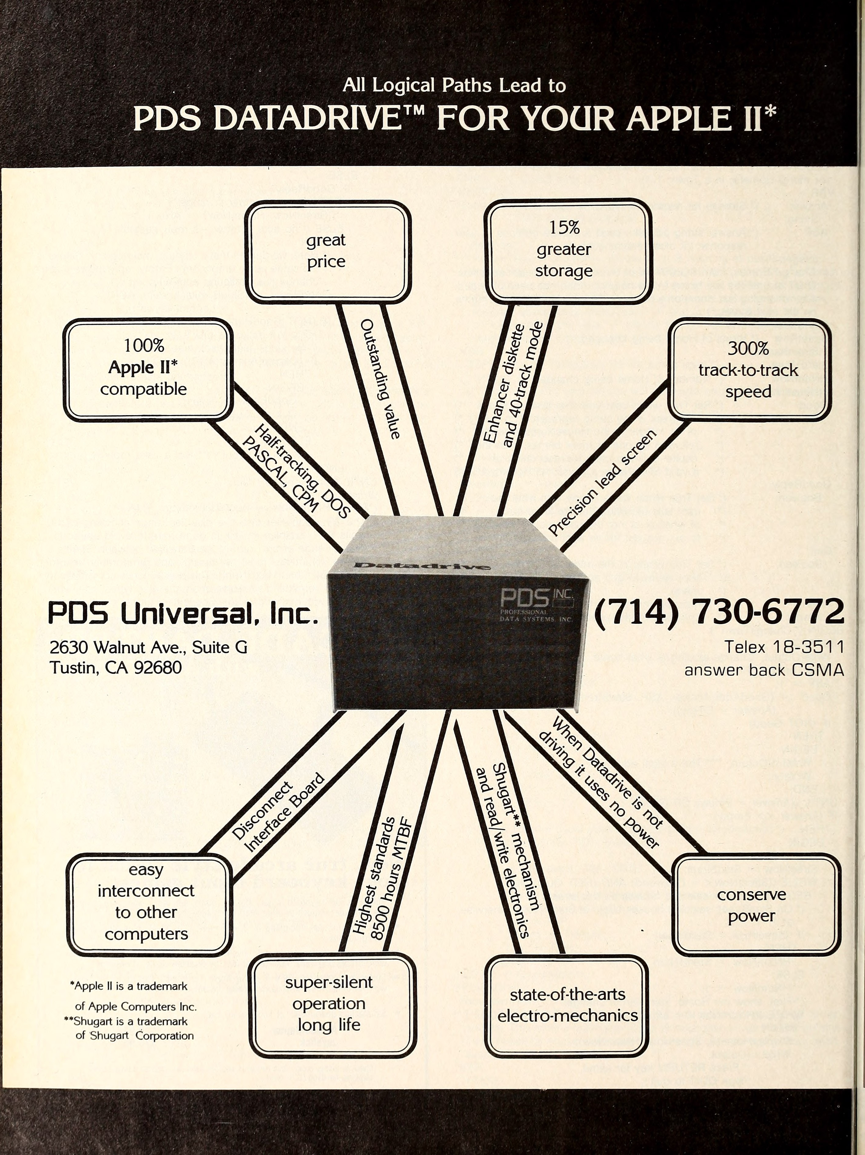 All Logical Paths Lead to
PDS DATADRIVE™ FOR YOUR APPLE II*
great
price
15%
greater
storage
100%
Apple II*
compatible
300%
track-to-track
speed
Outstanding value
Enhancer diskette
and 40-track mode
Half-tracking, DOS
PASCAL, CPM
Precision lead screen
Datadrive
PDS INC.
PROFESSIONAL
DATA SYSTEMS, INC.
PDS Universal, Inc.
2630 Walnut Ave., Suite G
Tustin, CA 92680
(714) 730-6772
Telex 18-3511
answer back CSMA
Disconnect
Interface Board
Highest standards
8500 hours MTBF
Shugart** mechanism
and read/write electronics
When Datadrive is not
driving it uses no power
easy
interconnect
to other
computers
super-silent
operation
long life
state-of-the-arts
electro-mechanics
conserve
power
*Apple II is a trademark
of Apple Computers Inc.
**Shugart is a trademark
of Shugart Corporation